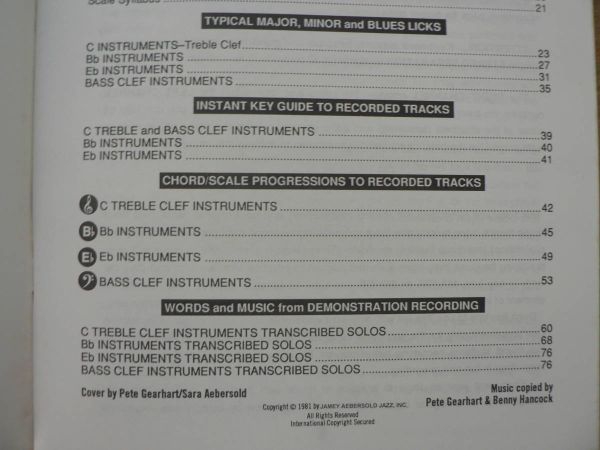 Scale Syllabus 21
TYPICAL MAJOR, MINOR and BLUES LICKS
C INSTRUMENTS–Treble Clef 23
Bb INSTRUMENTS 27
Eb INSTRUMENTS 31
BASS CLEF INSTRUMENTS 35
INSTANT KEY GUIDE TO RECORDED TRACKS
C TREBLE and BASS CLEF INSTRUMENTS 39
Bb INSTRUMENTS 40
Eb INSTRUMENTS 41
CHORD/SCALE PROGRESSIONS TO RECORDED TRACKS
C TREBLE CLEF INSTRUMENTS 42
B♭ Bb INSTRUMENTS 45
E♭ Eb INSTRUMENTS 49
BASS CLEF INSTRUMENTS 53
WORDS and MUSIC from DEMONSTRATION RECORDING
C TREBLE CLEF INSTRUMENTS TRANSCRIBED SOLOS 60
Bb INSTRUMENTS TRANSCRIBED SOLOS 68
Eb INSTRUMENTS TRANSCRIBED SOLOS 76
BASS CLEF INSTRUMENTS TRANSCRIBED SOLOS 76
Cover by Pete Gearhart/Sara Aebersold
Music copied by
Pete Gearhart & Benny Hancock
Copyright © 1981 by JAMEY AEBERSOLD JAZZ, INC.
All Rights Reserved
International Copyright Secured